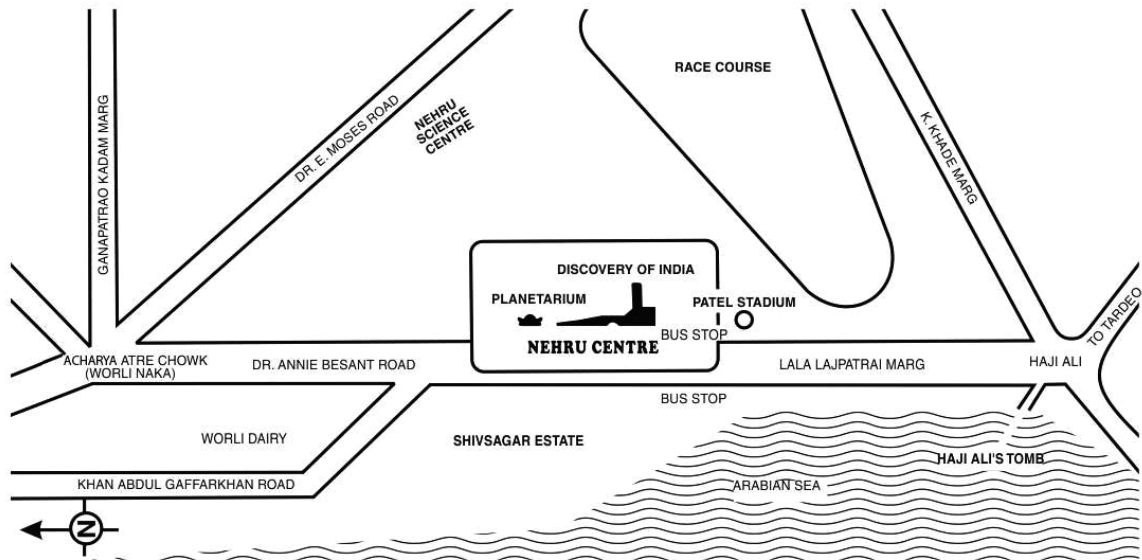 RACE COURSE
GANAPATRAO KADAM MARG
DR. E. MOSES ROAD
NEHRU
SCIENCE
CENTRE
K. KHADE MARG
DISCOVERY OF INDIA
PLANETARIUM
PATEL STADIUM
BUS STOP
NEHRU CENTRE
TO TARDEO
ACHARYA ATRE CHOWK
(WORLI NAKA)
DR. ANNIE BESANT ROAD
LALA LAJPATRAI MARG
HAJI ALI
BUS STOP
WORLI DAIRY
SHIVSAGAR ESTATE
HAJI ALI'S TOMB
KHAN ABDUL GAFFARKHAN ROAD
ARABIAN SEA
N